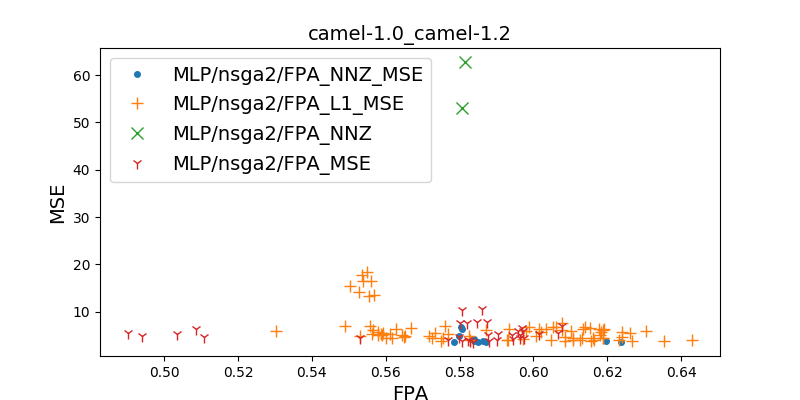 camel-1.0_camel-1.2
MLP/nsga2/FPA_NNZ_MSE
MLP/nsga2/FPA_L1_MSE
MLP/nsga2/FPA_NNZ
MLP/nsga2/FPA_MSE
MSE
60
50
40
30
20
10
0.50 0.52 0.54 0.56 0.58 0.60 0.62 0.64
FPA